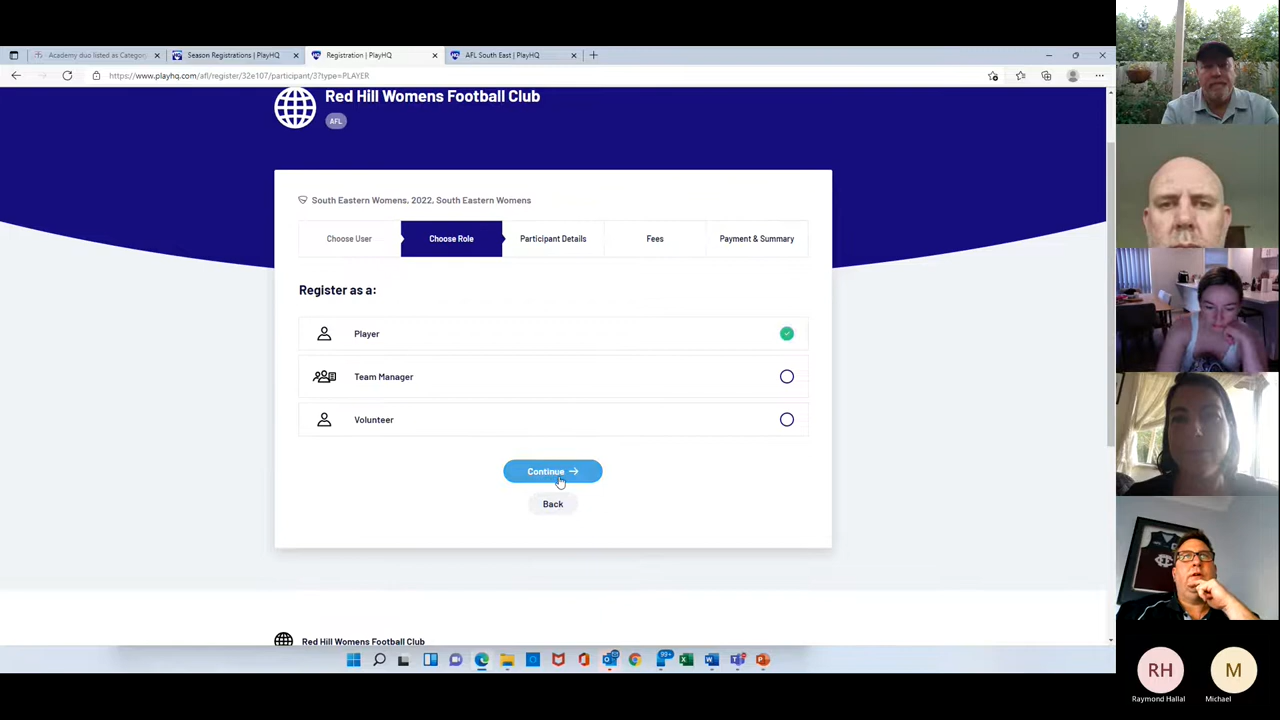 Academy duo listed as Category
Season Registrations | PlayHQ
Registration | PlayHQ
AFL South East | PlayHQ
https://www.playhq.com/afl/register/32e107/participant/3?type=PLAYER
Red Hill Womens Football Club
AFL
South Eastern Womens, 2022, South Eastern Womens
Choose User
Choose Role
Participant Details
Fees
Payment & Summary
Register as a:
Player
Team Manager
Volunteer
Continue
Back
Red Hill Womens Football Club
99+
RH
M
Raymond Hallal
Michael